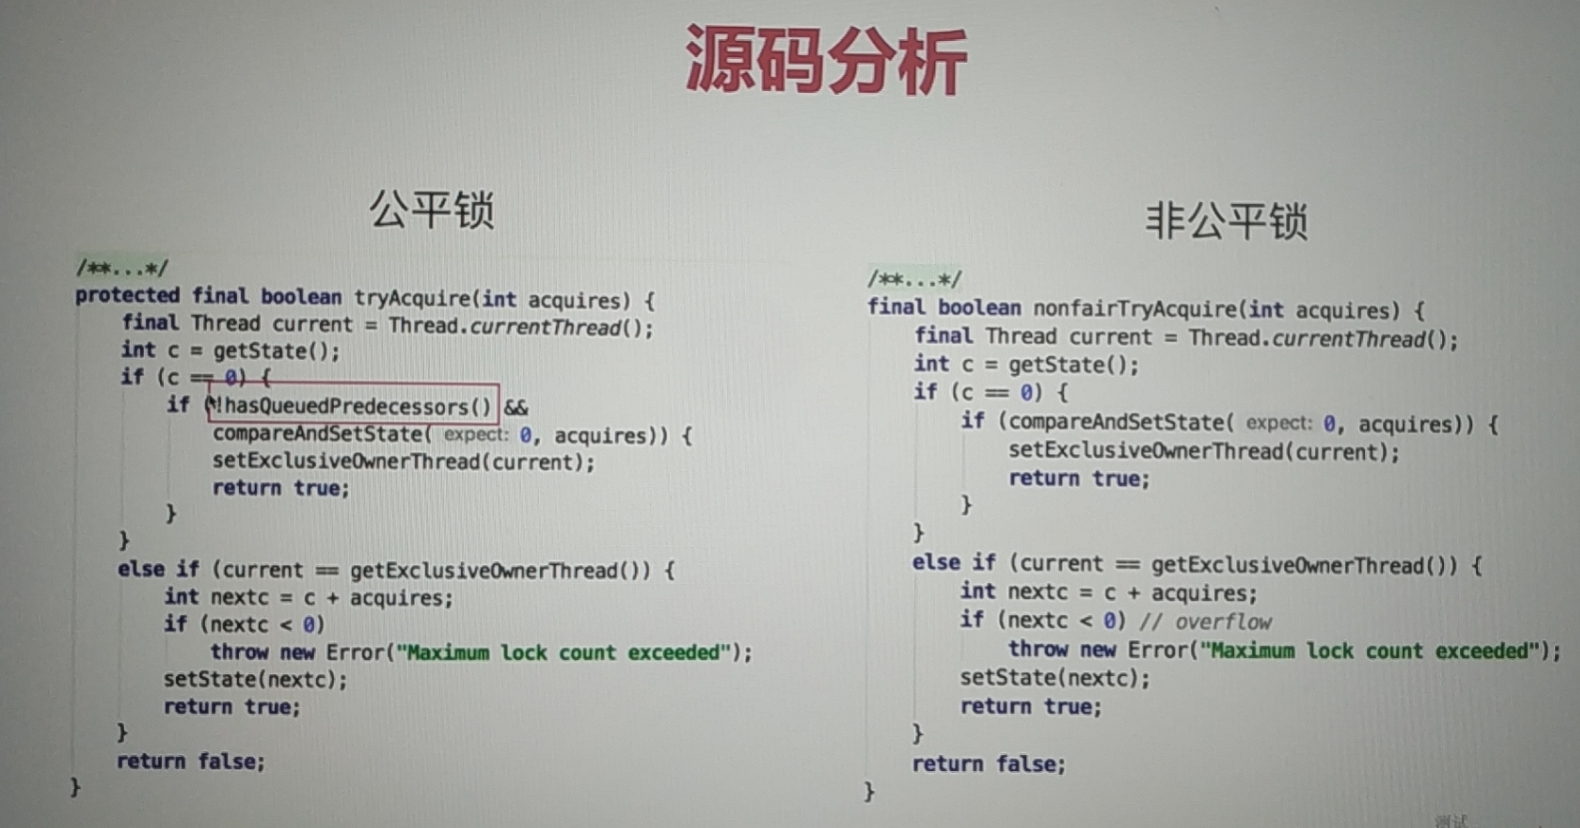 源码分析
公平锁
/**...*/
protected final boolean tryAcquire(int acquires) {
final Thread current = Thread.currentThread();
int c = getState();
if (c == 0) {
if (!hasQueuedPredecessors() &&
compareAndSetState( expect: 0, acquires)) {
setExclusiveOwnerThread(current);
return true;
}
}
else if (current == getExclusiveOwnerThread()) {
int nextc = c + acquires;
if (nextc < 0)
throw new Error("Maximum lock count exceeded");
setState(nextc);
return true;
}
return false;
}
非公平锁
/**...*/
final boolean nonfairTryAcquire(int acquires) {
final Thread current = Thread.currentThread();
int c = getState();
if (c == 0) {
if (compareAndSetState( expect: 0, acquires)) {
setExclusiveOwnerThread(current);
return true;
}
}
else if (current == getExclusiveOwnerThread()) {
int nextc = c + acquires;
if (nextc < 0) // overflow
throw new Error("Maximum lock count exceeded");
setState(nextc);
return true;
}
return false;
}
测试